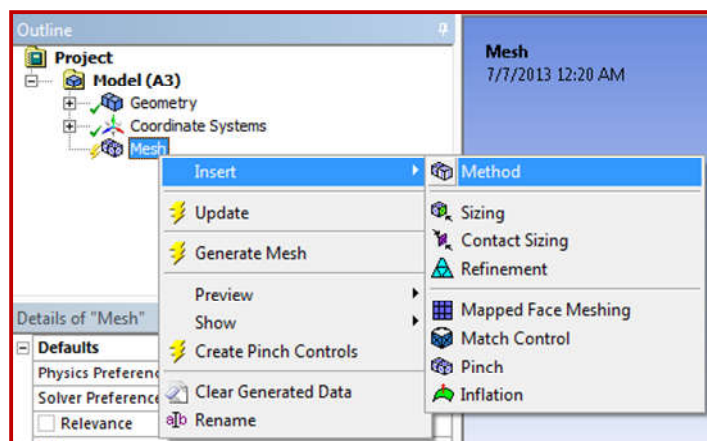 Outline
Project
Model (A3)
Geometry
Coordinate Systems
Mesh
Mesh
7/7/2013 12:20 AM
Insert
Update
Generate Mesh
Preview
Show
Create Pinch Controls
Clear Generated Data
Rename
Method
Sizing
Contact Sizing
Refinement
Mapped Face Meshing
Match Control
Pinch
Inflation
Details of "Mesh"
Defaults
Physics Preferenc
Solver Preference
Relevance